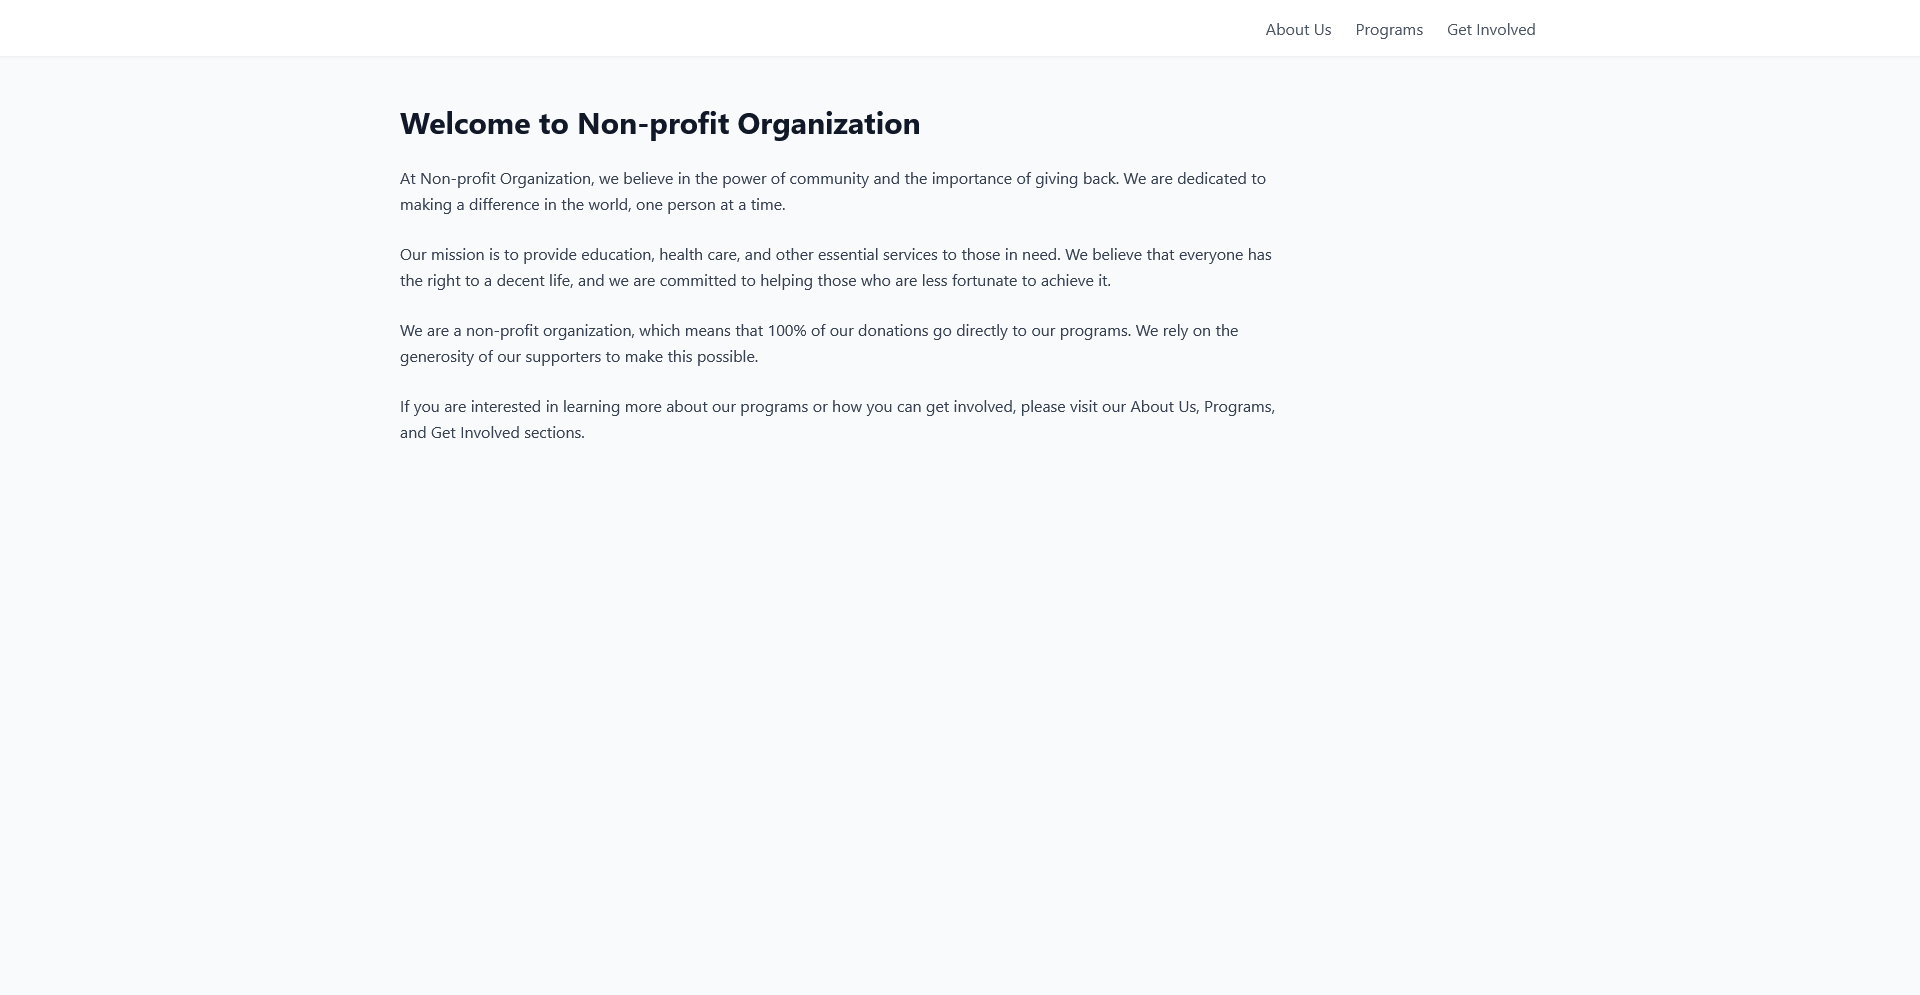 About Us Programs Get Involved
Welcome to Non-profit Organization
At Non-profit Organization, we believe in the power of community and the importance of giving back. We are dedicated to
making a difference in the world, one person at a time.
Our mission is to provide education, health care, and other essential services to those in need. We believe that everyone has
the right to a decent life, and we are committed to helping those who are less fortunate to achieve it.
We are a non-profit organization, which means that 100% of our donations go directly to our programs. We rely on the
generosity of our supporters to make this possible.
If you are interested in learning more about our programs or how you can get involved, please visit our About Us, Programs,
and Get Involved sections.